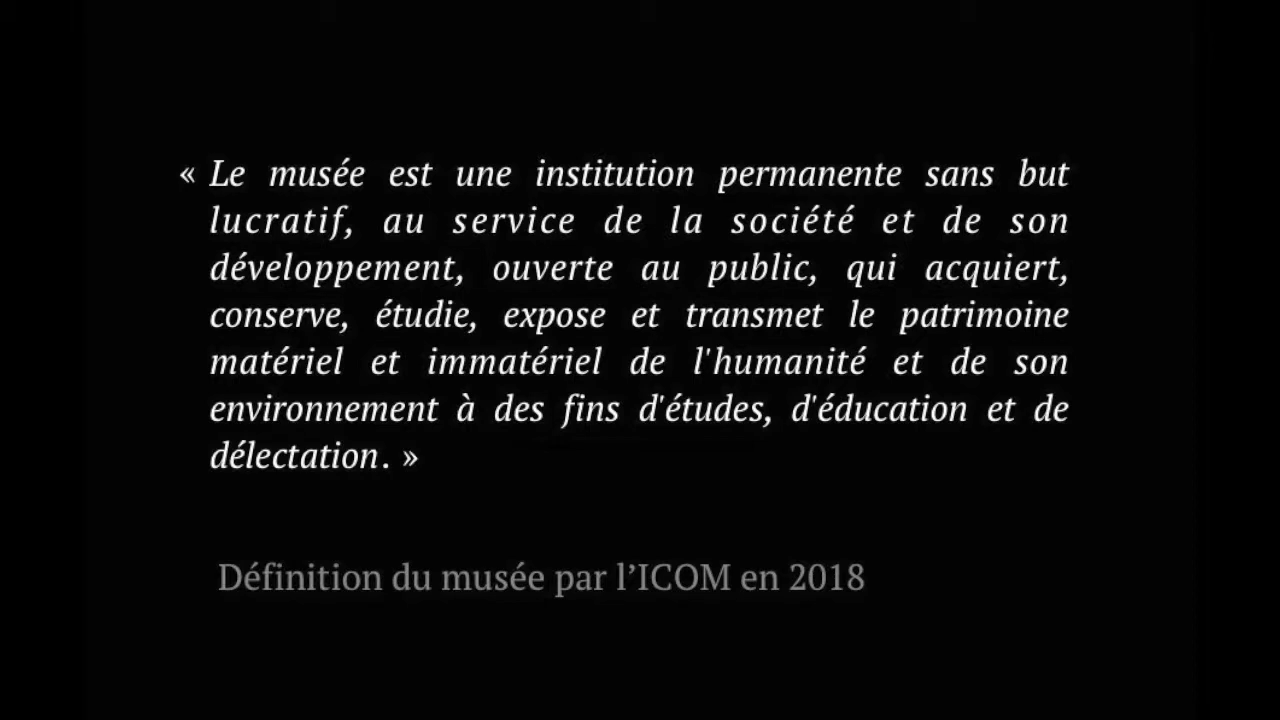 « Le musée est une institution permanente sans but
lucratif, au service de la société et de son
développement, ouverte au public, qui acquiert,
conserve, étudie, expose et transmet le patrimoine
matériel et immatériel de l'humanité et de son
environnement à des fins d'études, d'éducation et de
délectation. »
Définition du musée par l’ICOM en 2018